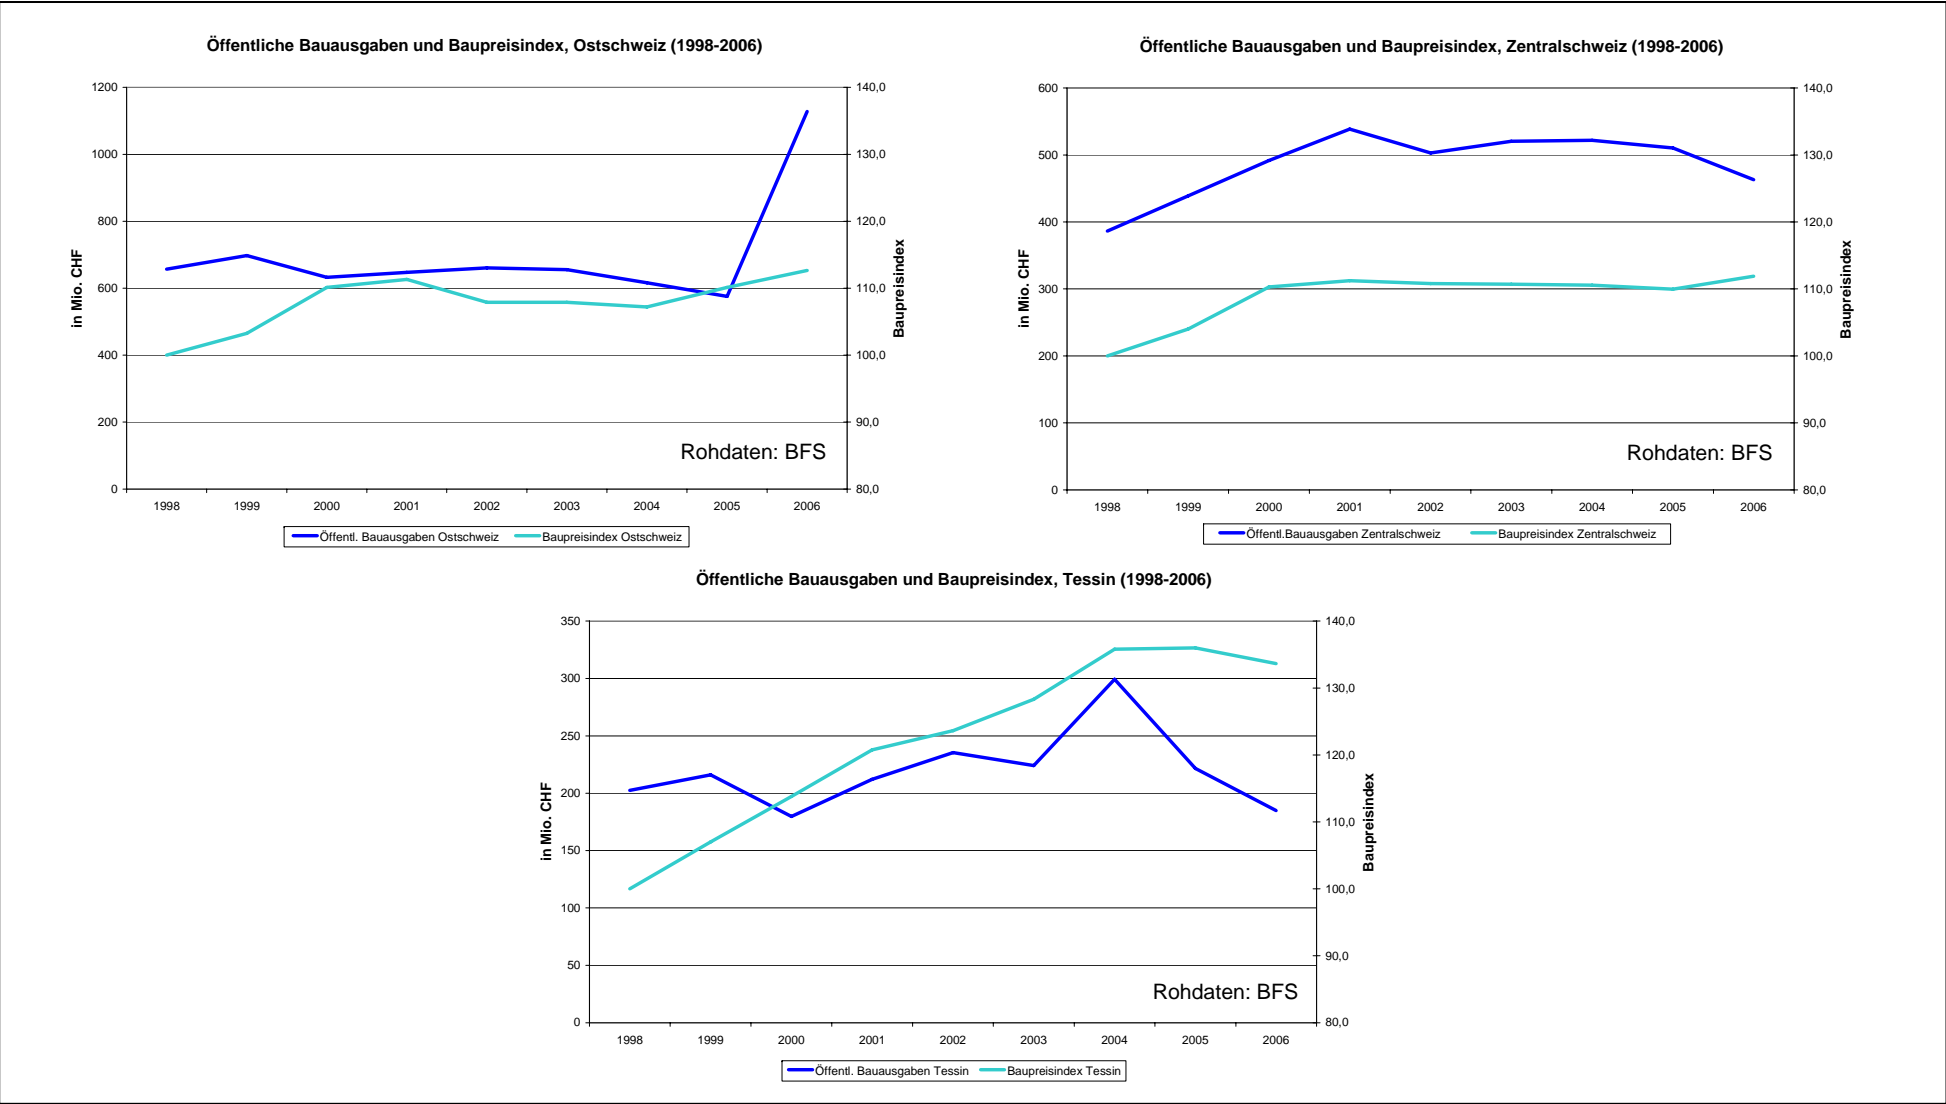 Öffentliche Bauausgaben und Baupreisindex, Ostschweiz (1998-2006)
1200
1000
800
600
400
200
0
in Mio. CHF
140,0
130,0
120,0
110,0
100,0
90,0
80,0
Baupreisindex
Rohdaten: BFS
1998 1999 2000 2001 2002 2003 2004 2005 2006
Öffentl. Bauausgaben Ostschweiz Baupreisindex Ostschweiz
Öffentliche Bauausgaben und Baupreisindex, Zentralschweiz (1998-2006)
600
500
400
300
200
100
0
in Mio. CHF
140,0
130,0
120,0
110,0
100,0
90,0
80,0
Baupreisindex
Rohdaten: BFS
1998 1999 2000 2001 2002 2003 2004 2005 2006
Öffentl.Bauausgaben Zentralschweiz Baupreisindex Zentralschweiz
Öffentliche Bauausgaben und Baupreisindex, Tessin (1998-2006)
350
300
250
200
150
100
50
0
in Mio. CHF
140,0
130,0
120,0
110,0
100,0
90,0
80,0
Baupreisindex
Rohdaten: BFS
1998 1999 2000 2001 2002 2003 2004 2005 2006
Öffentl. Bauausgaben Tessin Baupreisindex Tessin